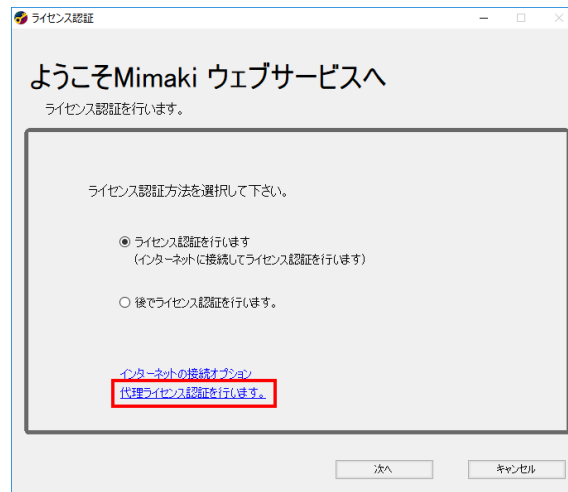 ライセンス認証
ようこそMimaki ウェブサービスへ
ライセンス認証を行います。
ライセンス認証方法を選択して下さい。
ライセンス認証を行います
(インターネットに接続してライセンス認証を行います)
後でライセンス認証を行います。
インターネットの接続オプション
代理ライセンス認証を行います。
次へ
キャンセル